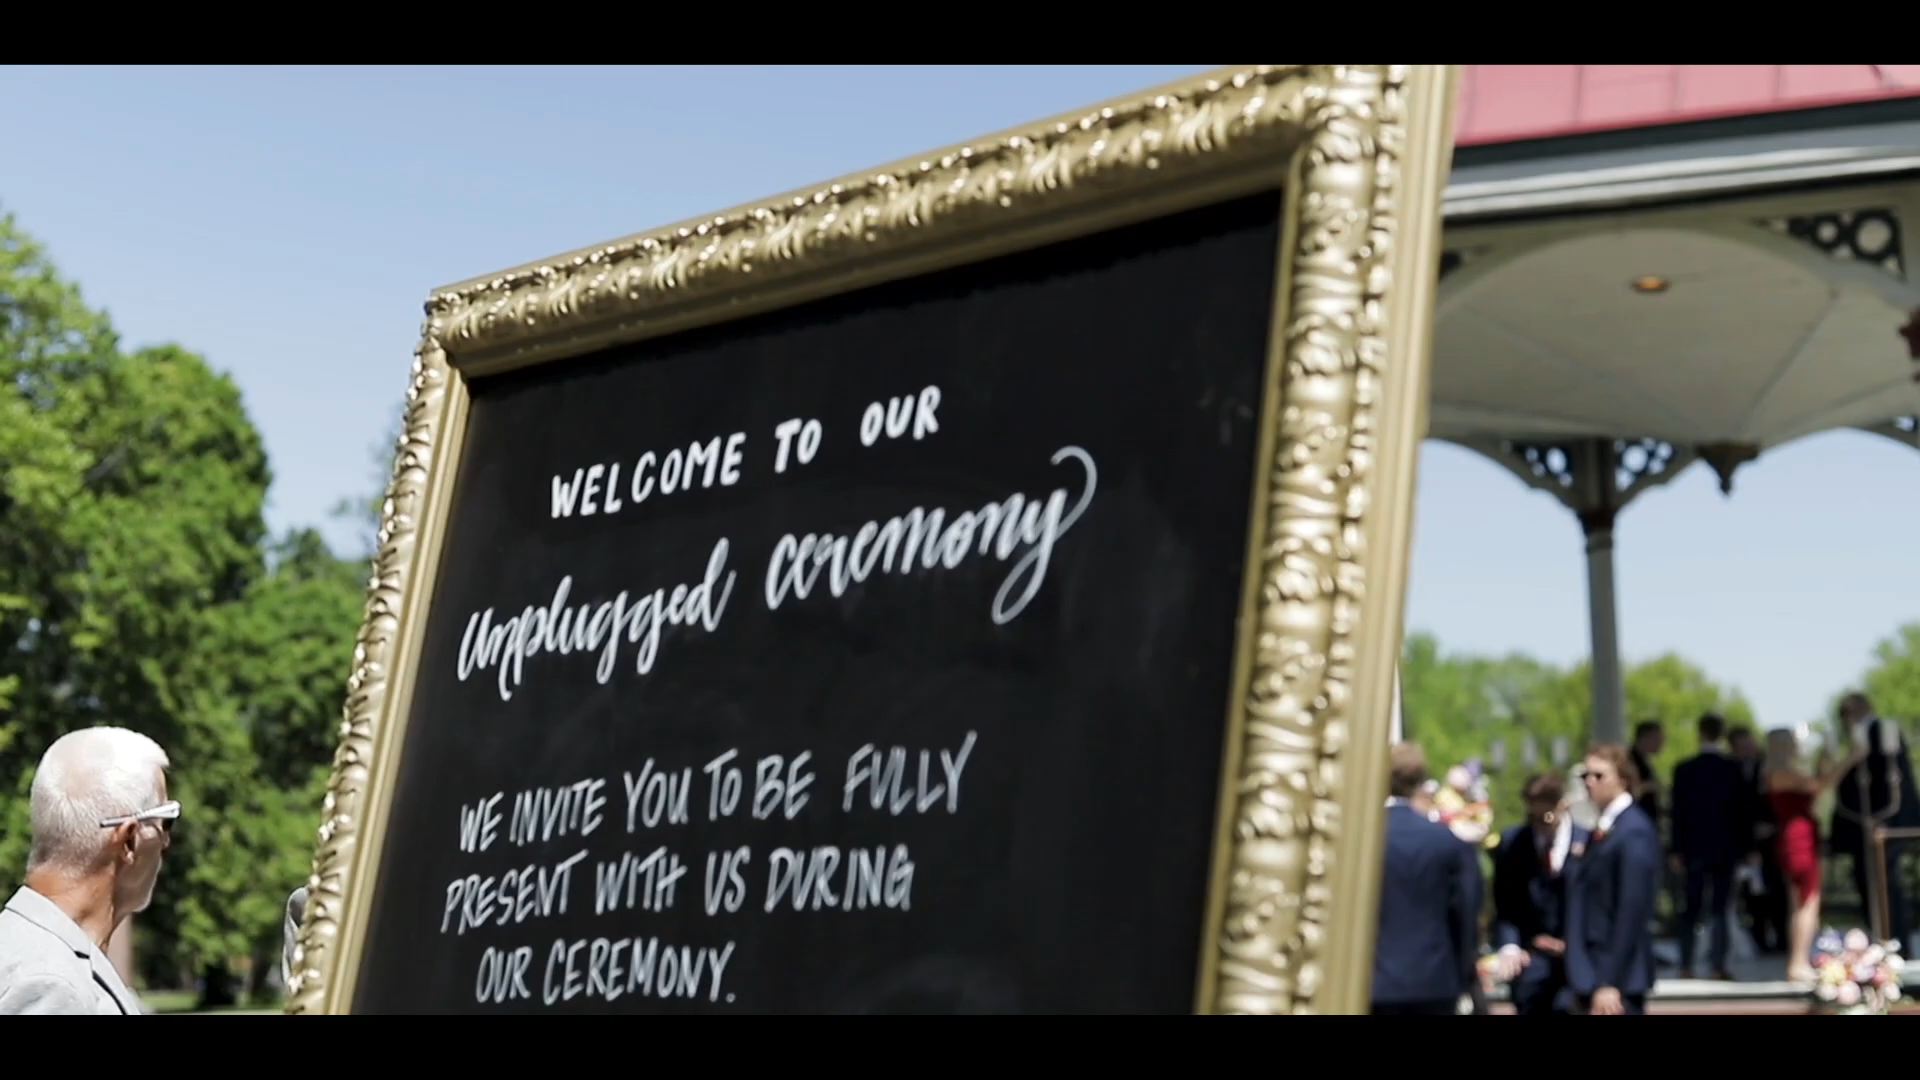 WELCOME TO OUR
unplugged ceremony
WE INVITE YOU TO BE FULLY
PRESENT WITH US DURING
OUR CEREMONY.